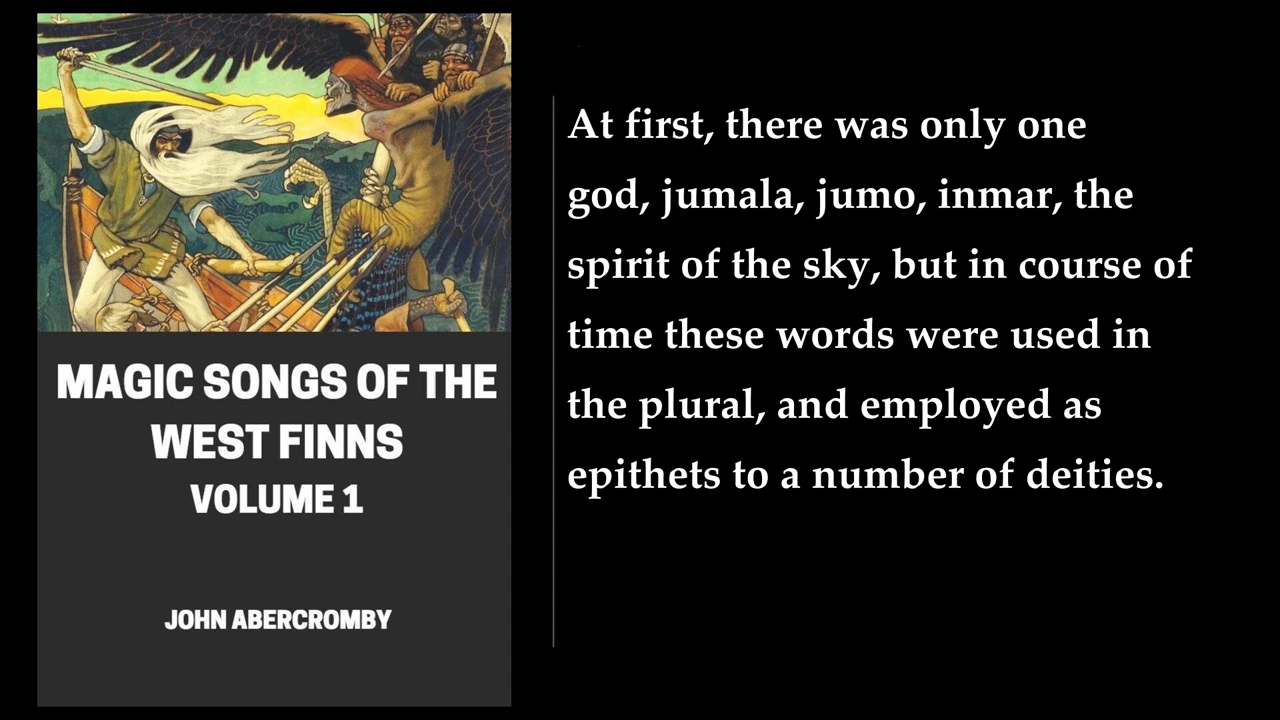 MAGIC SONGS OF THE
WEST FINNS
VOLUME 1
JOHN ABERCROMBY
At first, there was only one
god, jumala, jumo, inmar, the
spirit of the sky, but in course of
time these words were used in
the plural, and employed as
epithets to a number of deities.